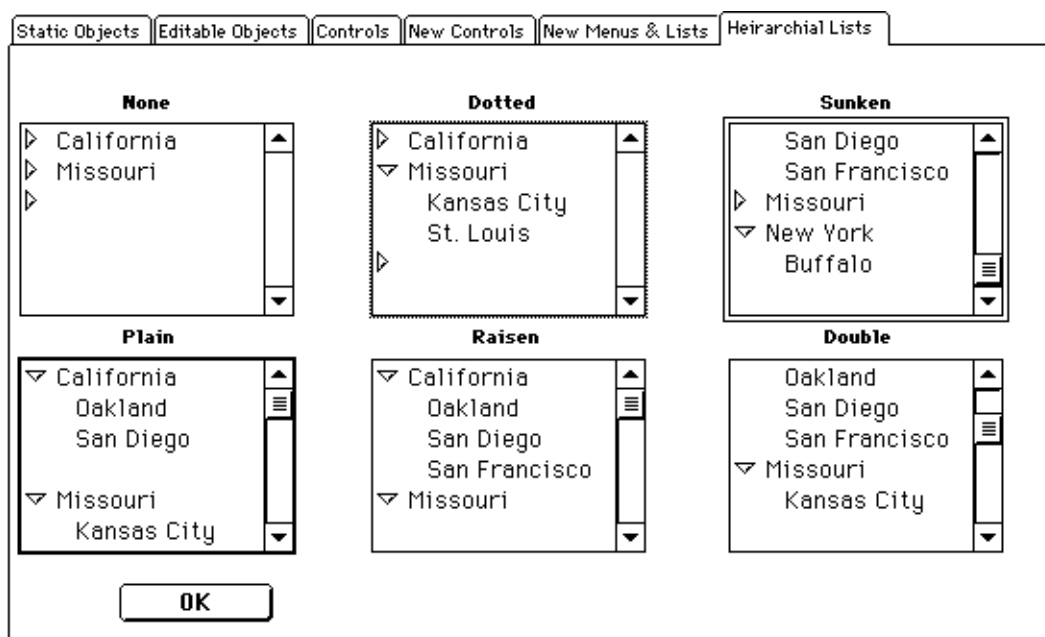 Static Objects
Editable Objects
Controls
New Controls
New Menus & Lists
Heirarchial Lists
None
California
Missouri
Dotted
California
Missouri
Kansas City
St. Louis
Sunken
San Diego
San Francisco
Missouri
New York
Buffalo
Plain
California
Oakland
San Diego
Missouri
Kansas City
Raisen
California
Oakland
San Diego
San Francisco
Missouri
Double
Oakland
San Diego
San Francisco
Missouri
Kansas City
OK